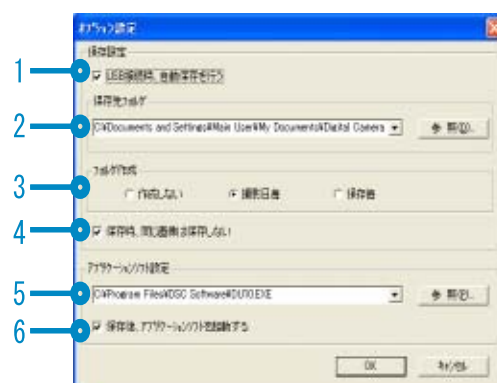 オプション設定
保存設定
1
USB接続時、自動保存を行う
保存先フォルダ
2
C:¥Documents and Settings¥Main User¥My Documents¥Digital Camera
参照(D)...
フォルダ作成
3
作成しない
撮影日毎
保存毎
4
保存時、同じ画像は保存しない
アプリケーションソフト設定
5
C:¥Program Files¥DSC Software¥DU10.EXE
参照(E)...
6
保存後、アプリケーションソフトを起動する
OK
キャンセル